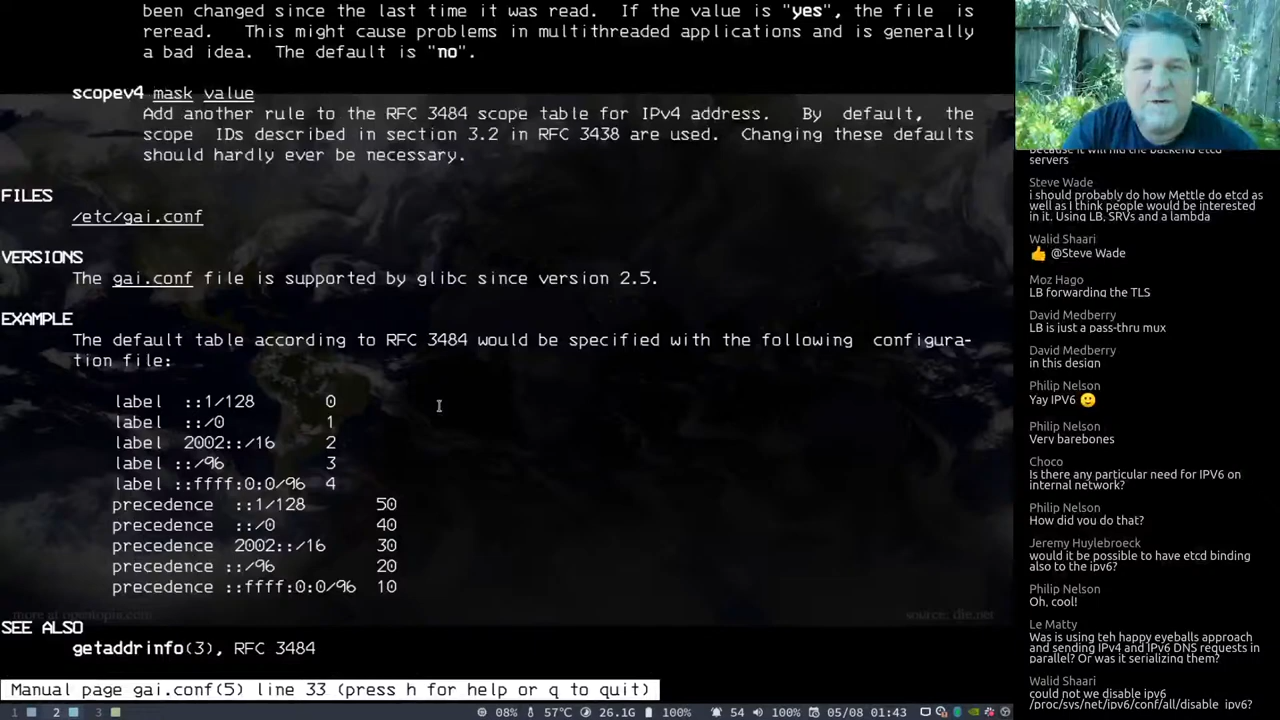 been changed since the last time it was read. If the value is "yes", the file is
reread. This might cause problems in multithreaded applications and is generally
a bad idea. The default is "no".
scopev4 mask value
Add another rule to the RFC 3484 scope table for IPv4 address. By default, the
scope IDs described in section 3.2 in RFC 3438 are used. Changing these defaults
should hardly ever be necessary.
FILES
/etc/gai.conf
VERSIONS
The gai.conf file is supported by glibc since version 2.5.
EXAMPLE
The default table according to RFC 3484 would be specified with the following configura-
tion file:
label ::1/128 0
label ::/0 1
label 2002::/16 2
label ::/96 3
label ::ffff:0:0/96 4
precedence ::1/128 50
precedence ::/0 40
precedence 2002::/16 30
precedence ::/96 20
precedence ::ffff:0:0/96 10
more at opentopia.com
source: die.net
SEE ALSO
getaddrinfo(3), RFC 3484
Manual page gai.conf(5) line 33 (press h for help or q to quit)
1 2 3 08% 57°C 26.1G 100% 54 100% 05/08 01:43
because it will hid the backend etcd
servers
Steve Wade
i should probably do how Mettle do etcd as
well as i think people would be interested
in it. Using LB, SRVs and a lambda
Walid Shaari
👍 @Steve Wade
Moz Hago
LB forwarding the TLS
David Medberry
LB is just a pass-thru mux
David Medberry
in this design
Philip Nelson
Yay IPV6 🙂
Philip Nelson
Very barebones
Choco
Is there any particular need for IPV6 on
internal network?
Philip Nelson
How did you do that?
Jeremy Huylebroeck
would it be possible to have etcd binding
also to the ipv6?
Philip Nelson
Oh, cool!
Le Matty
Was is using teh happy eyeballs approach
and sending IPv4 and IPv6 DNS requests in
parallel? Or was it serializing them?
Walid Shaari
could not we disable ipv6
/proc/sys/net/ipv6/conf/all/disable_ipv6?